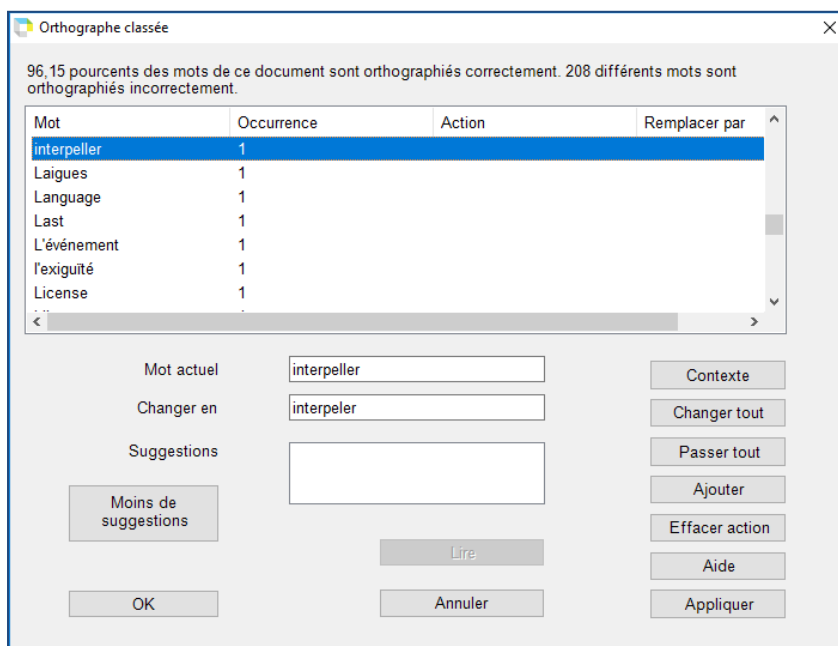 Orthographe classée
96,15 pourcents des mots de ce document sont orthographiés correctement. 208 différents mots sont
orthographiés incorrectement.
Mot Occurrence Action Remplacer par
interpeller 1
Laigues 1
Language 1
Last 1
L'événement 1
l'exiguïté 1
License 1
Mot actuel interpeller
Changer en interpeler
Suggestions
Moins de
suggestions
Lire
OK
Annuler
Contexte
Changer tout
Passer tout
Ajouter
Effacer action
Aide
Appliquer